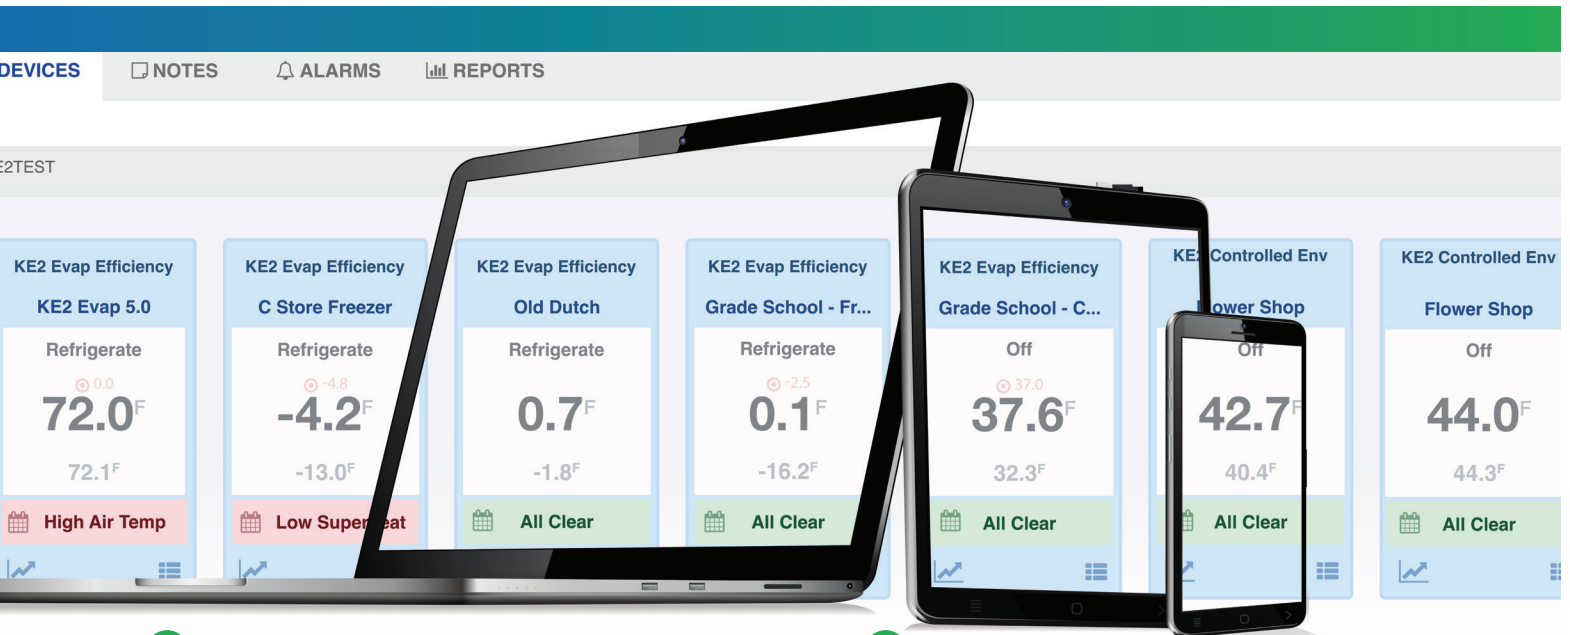 DEVICES NOTES ALARMS REPORTS
E2TEST
KE2 Evap Efficiency
KE2 Evap 5.0
Refrigerate
0.0
72.0F
72.1F
High Air Temp
KE2 Evap Efficiency
C Store Freezer
Refrigerate
-4.8
-4.2F
-13.0F
Low Super eat
KE2 Evap Efficiency
Old Dutch
Refrigerate
0.7F
-1.8F
All Clear
KE2 Evap Efficiency
Grade School - Fr...
Refrigerate
-2.5
0.1F
-16.2F
All Clear
KE2 Evap Efficiency
Grade School - C...
Off
37.0
37.6F
32.3F
All Clear
KE2 Controlled Env
Flower Shop
Off
42.7F
40.4F
All Clear
KE2 Controlled Env
Flower Shop
Off
44.0F
44.3F
All Clear